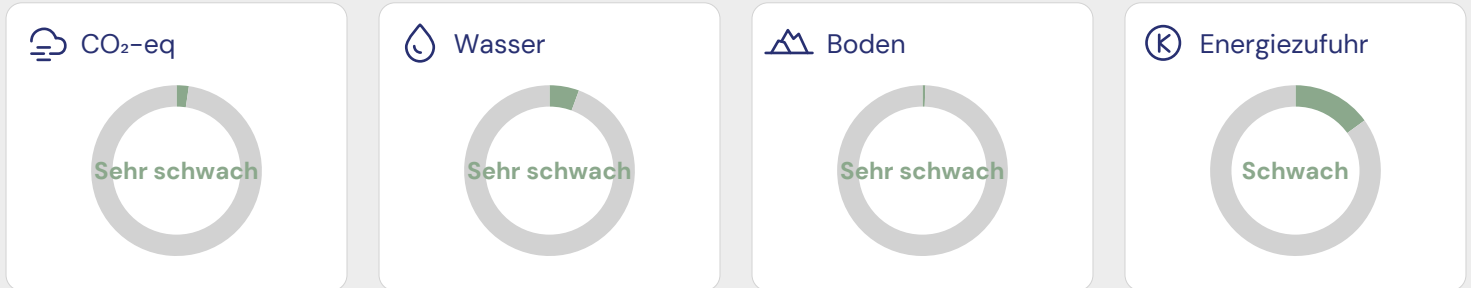 CO₂-eq
Sehr schwach
Wasser
Sehr schwach
Boden
Sehr schwach
Energiezufuhr
Schwach